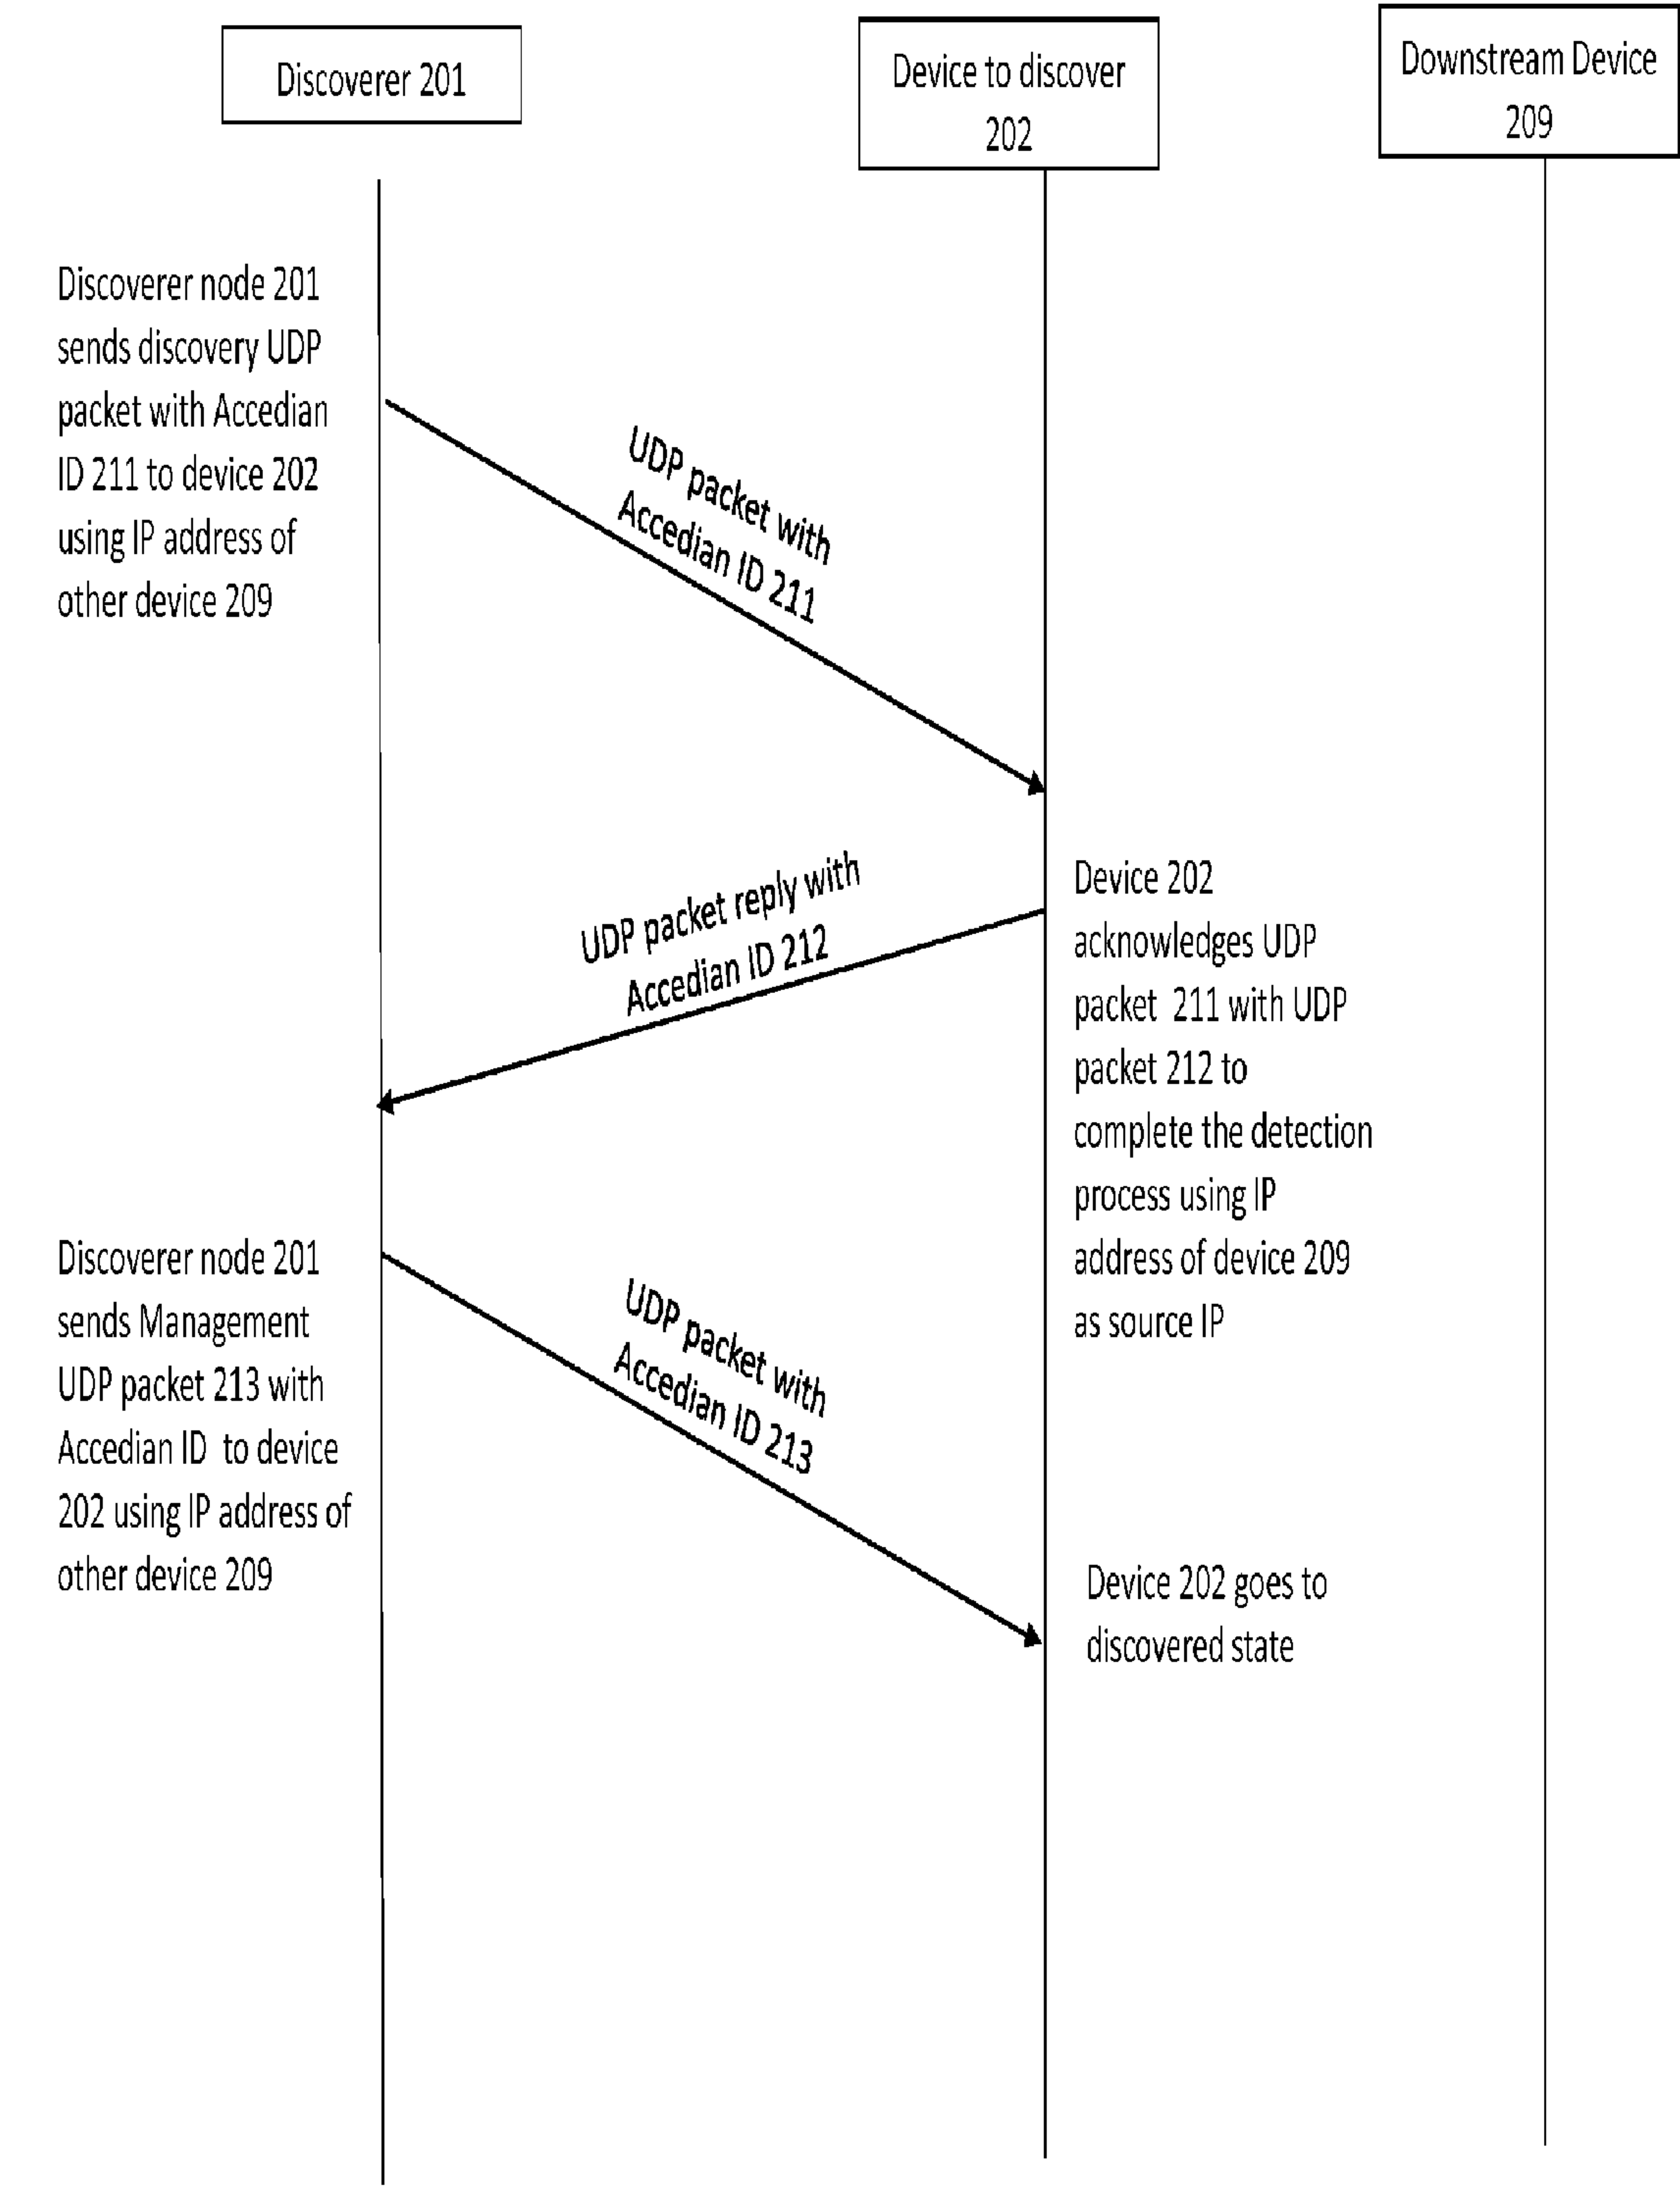 Discoverer 201
Device to discover
202
Downstream Device
209
Discoverer node 201
sends discovery UDP
packet with Accedian
ID 211 to device 202
using IP address of
other device 209
UDP packet with
Accedian ID 211
UDP packet reply with
Accedian ID 212
Device 202
acknowledges UDP
packet 211 with UDP
packet 212 to
complete the detection
process using IP
address of device 209
as source IP
Discoverer node 201
sends Management
UDP packet 213 with
Accedian ID to device
202 using IP address of
other device 209
UDP packet with
Accedian ID 213
Device 202 goes to
discovered state